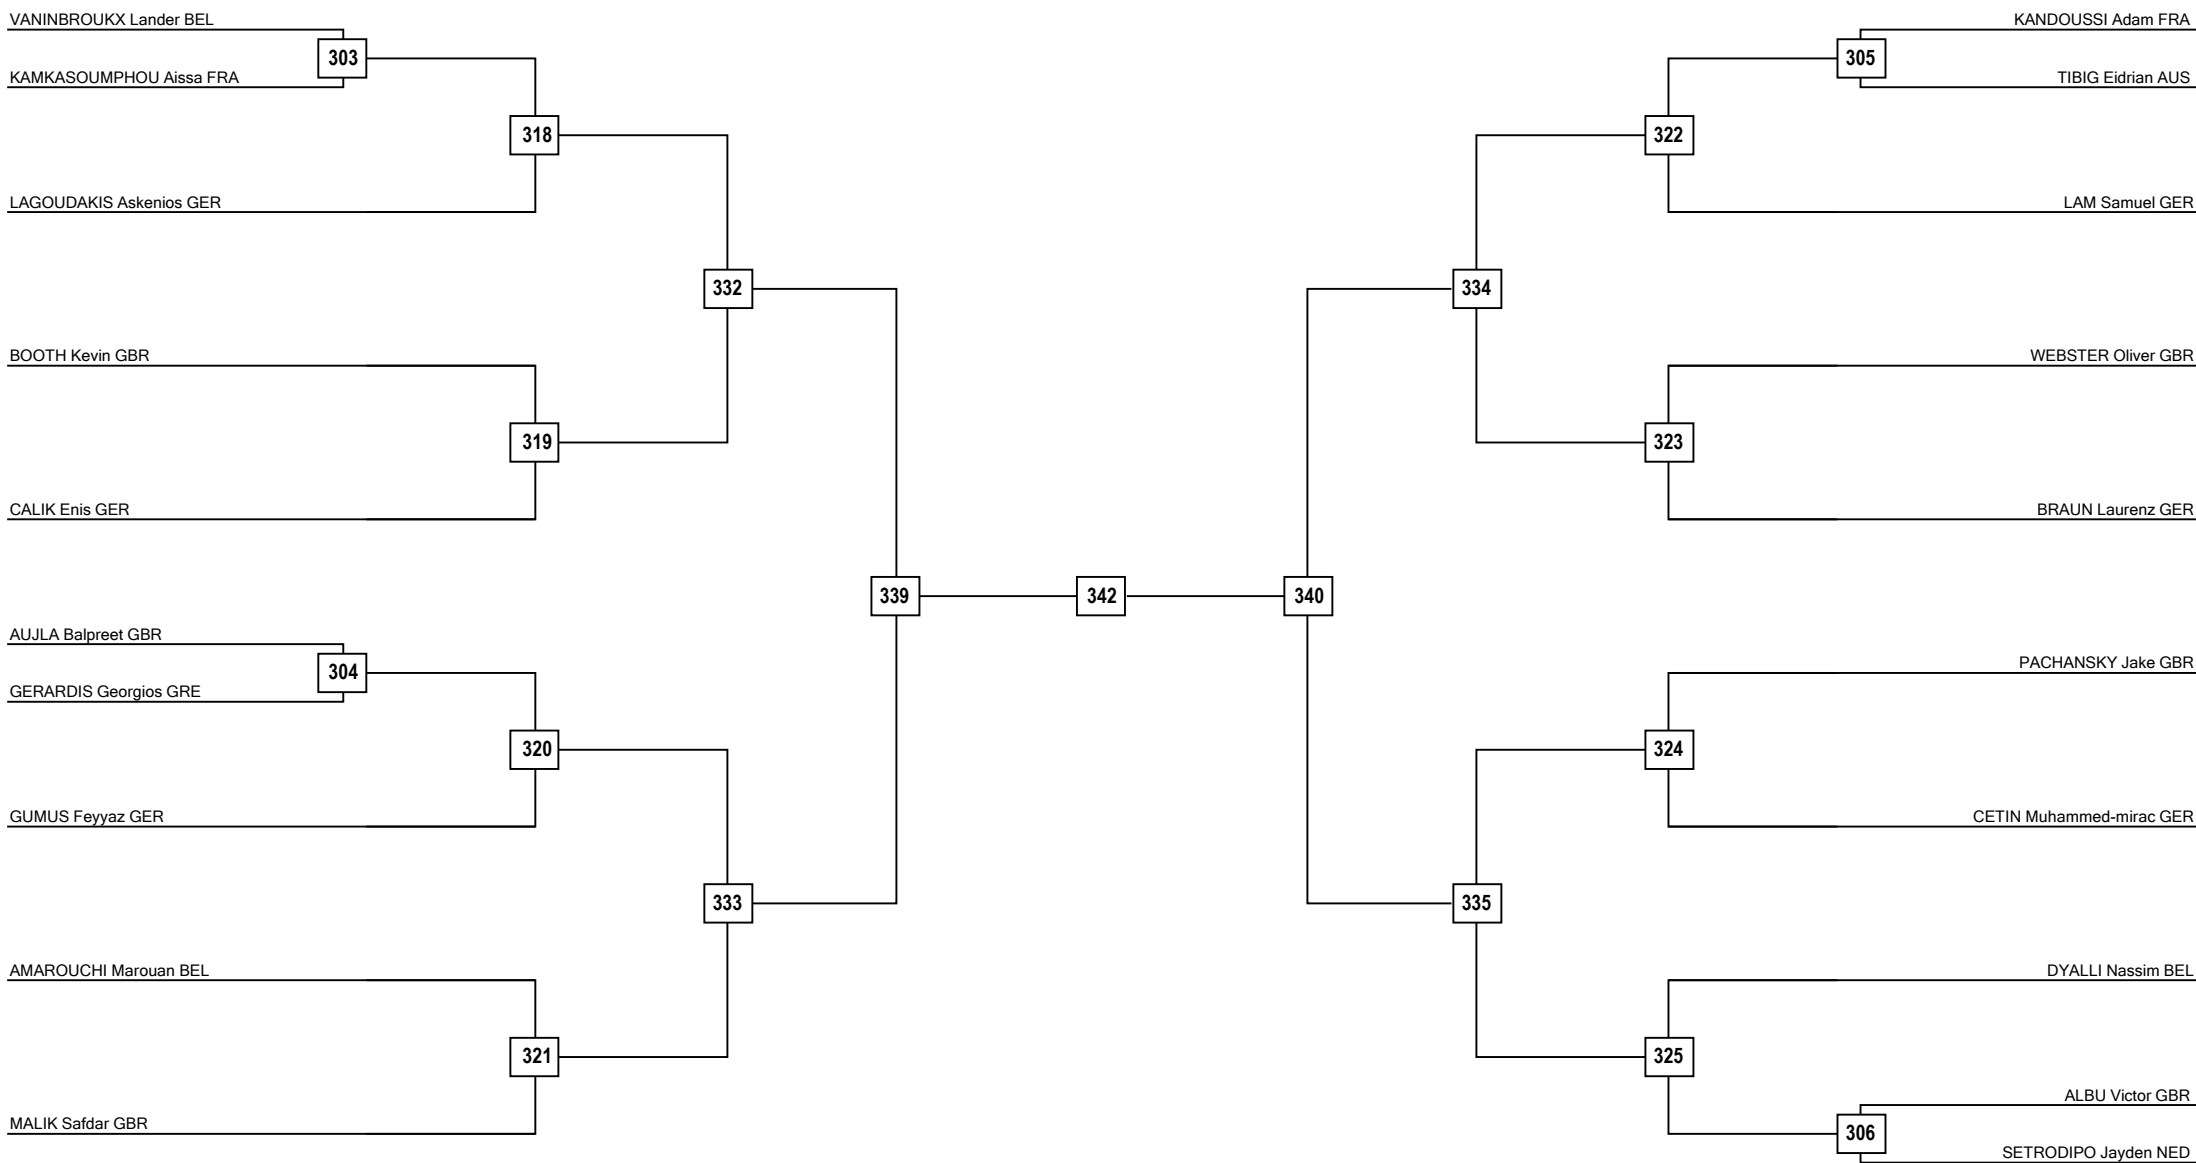 VANINBROUKX Lander BEL
303
KAMKASOUMPHOU Aissa FRA
318
LAGOUDAKIS Askenios GER
332
BOOTH Kevin GBR
319
CALIK Enis GER
339
AUJLA Balpreet GBR
304
GERARDIS Georgios GRE
320
GUMUS Feyyaz GER
333
AMAROUCHI Marouan BEL
321
MALIK Safdar GBR
342
KANDOUSSI Adam FRA
305
TIBIG Eidrian AUS
322
LAM Samuel GER
334
WEBSTER Oliver GBR
323
BRAUN Laurenz GER
340
PACHANSKY Jake GBR
324
CETIN Muhammed-mirac GER
335
DYALLI Nassim BEL
325
ALBU Victor GBR
306
SETRODIPO Jayden NED